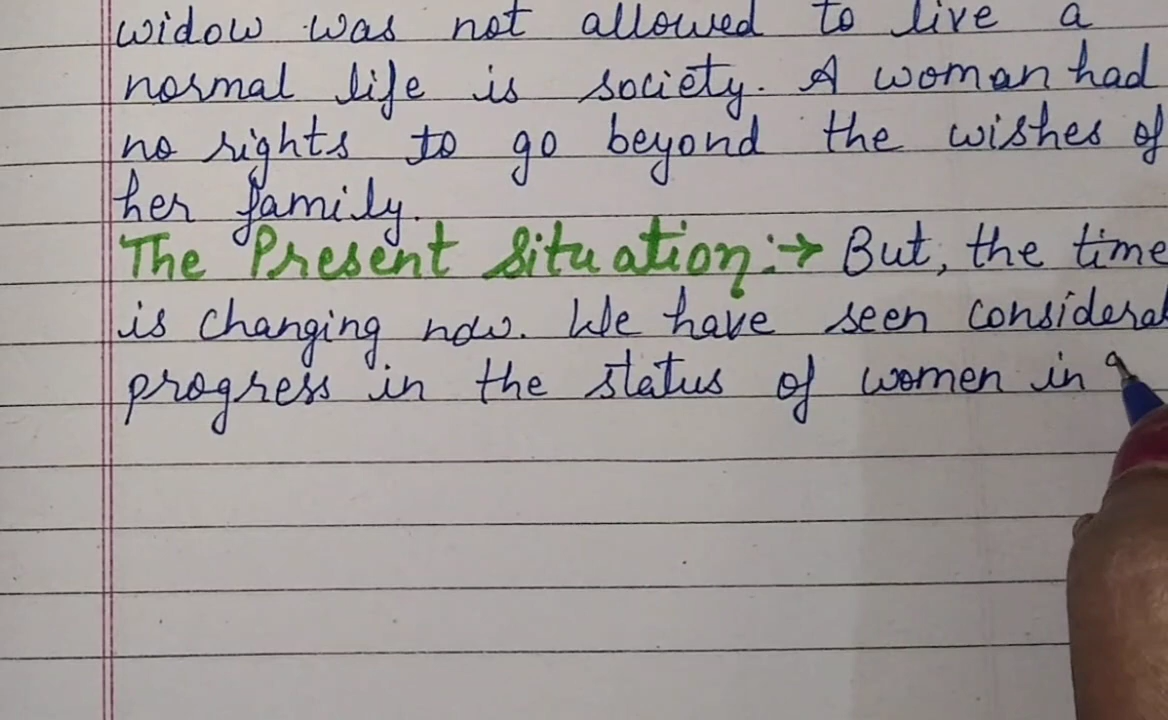 widow was not allowed to live a
normal life is society. A woman had
no rights to go beyond the wishes of
her family.
The Present Situation:→ But, the time
is changing now. We have seen considera
progress in the status of women in